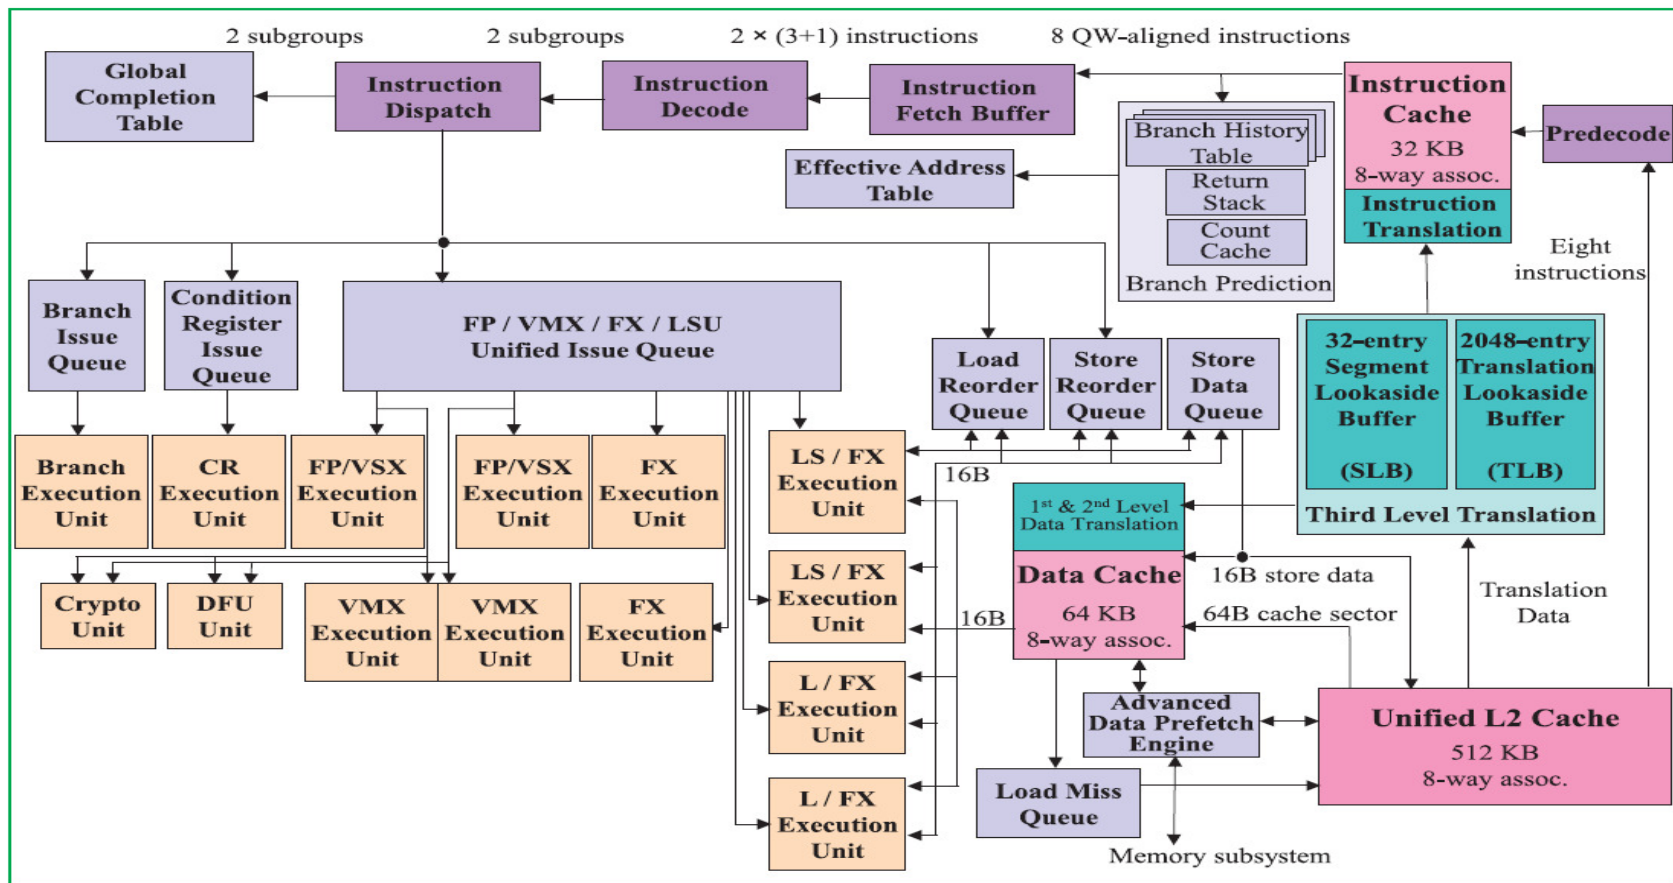 2 subgroups
2 subgroups
2 × (3+1) instructions
8 QW-aligned instructions
Global
Completion
Table
Instruction
Dispatch
Instruction
Decode
Instruction
Fetch Buffer
Instruction
Cache
32 KB
8-way assoc.
Instruction
Translation
Predecode
Branch History
Table
Return
Stack
Count
Cache
Branch Prediction
Effective Address
Table
Eight
instructions
Branch
Issue
Queue
Condition
Register
Issue
Queue
FP / VMX / FX / LSU
Unified Issue Queue
Load
Reorder
Queue
Store
Reorder
Queue
Store
Data
Queue
32-entry
Segment
Lookaside
Buffer
(SLB)
2048-entry
Translation
Lookaside
Buffer
(TLB)
Third Level Translation
Branch
Execution
Unit
CR
Execution
Unit
FP/VSX
Execution
Unit
FP/VSX
Execution
Unit
FX
Execution
Unit
LS / FX
Execution
Unit
16B
1st & 2nd Level
Data Translation
Data Cache
64 KB
8-way assoc.
16B store data
64B cache sector
Translation
Data
Crypto
Unit
DFU
Unit
VMX
Execution
Unit
VMX
Execution
Unit
FX
Execution
Unit
LS / FX
Execution
Unit
16B
L / FX
Execution
Unit
Advanced
Data Prefetch
Engine
Unified L2 Cache
512 KB
8-way assoc.
L / FX
Execution
Unit
Load Miss
Queue
Memory subsystem